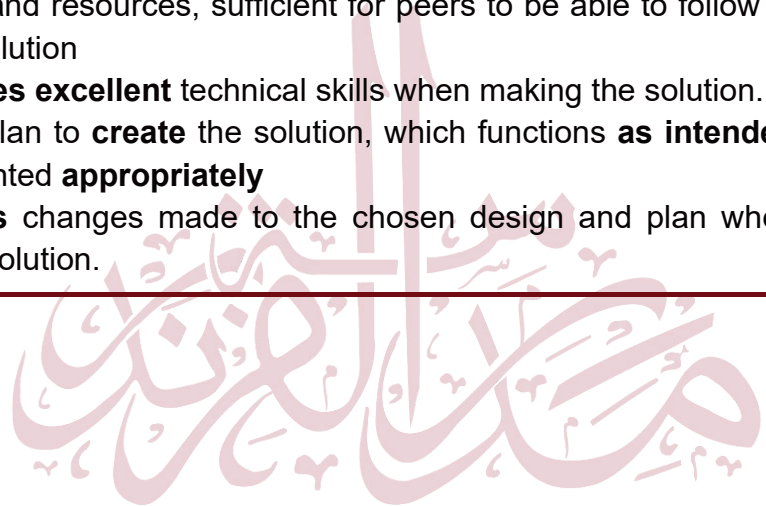 and resources, sufficient for peers to be able to follow
lution
es excellent technical skills when making the solution.
lan to create the solution, which functions as intende
nted appropriately
s changes made to the chosen design and plan whe
olution.